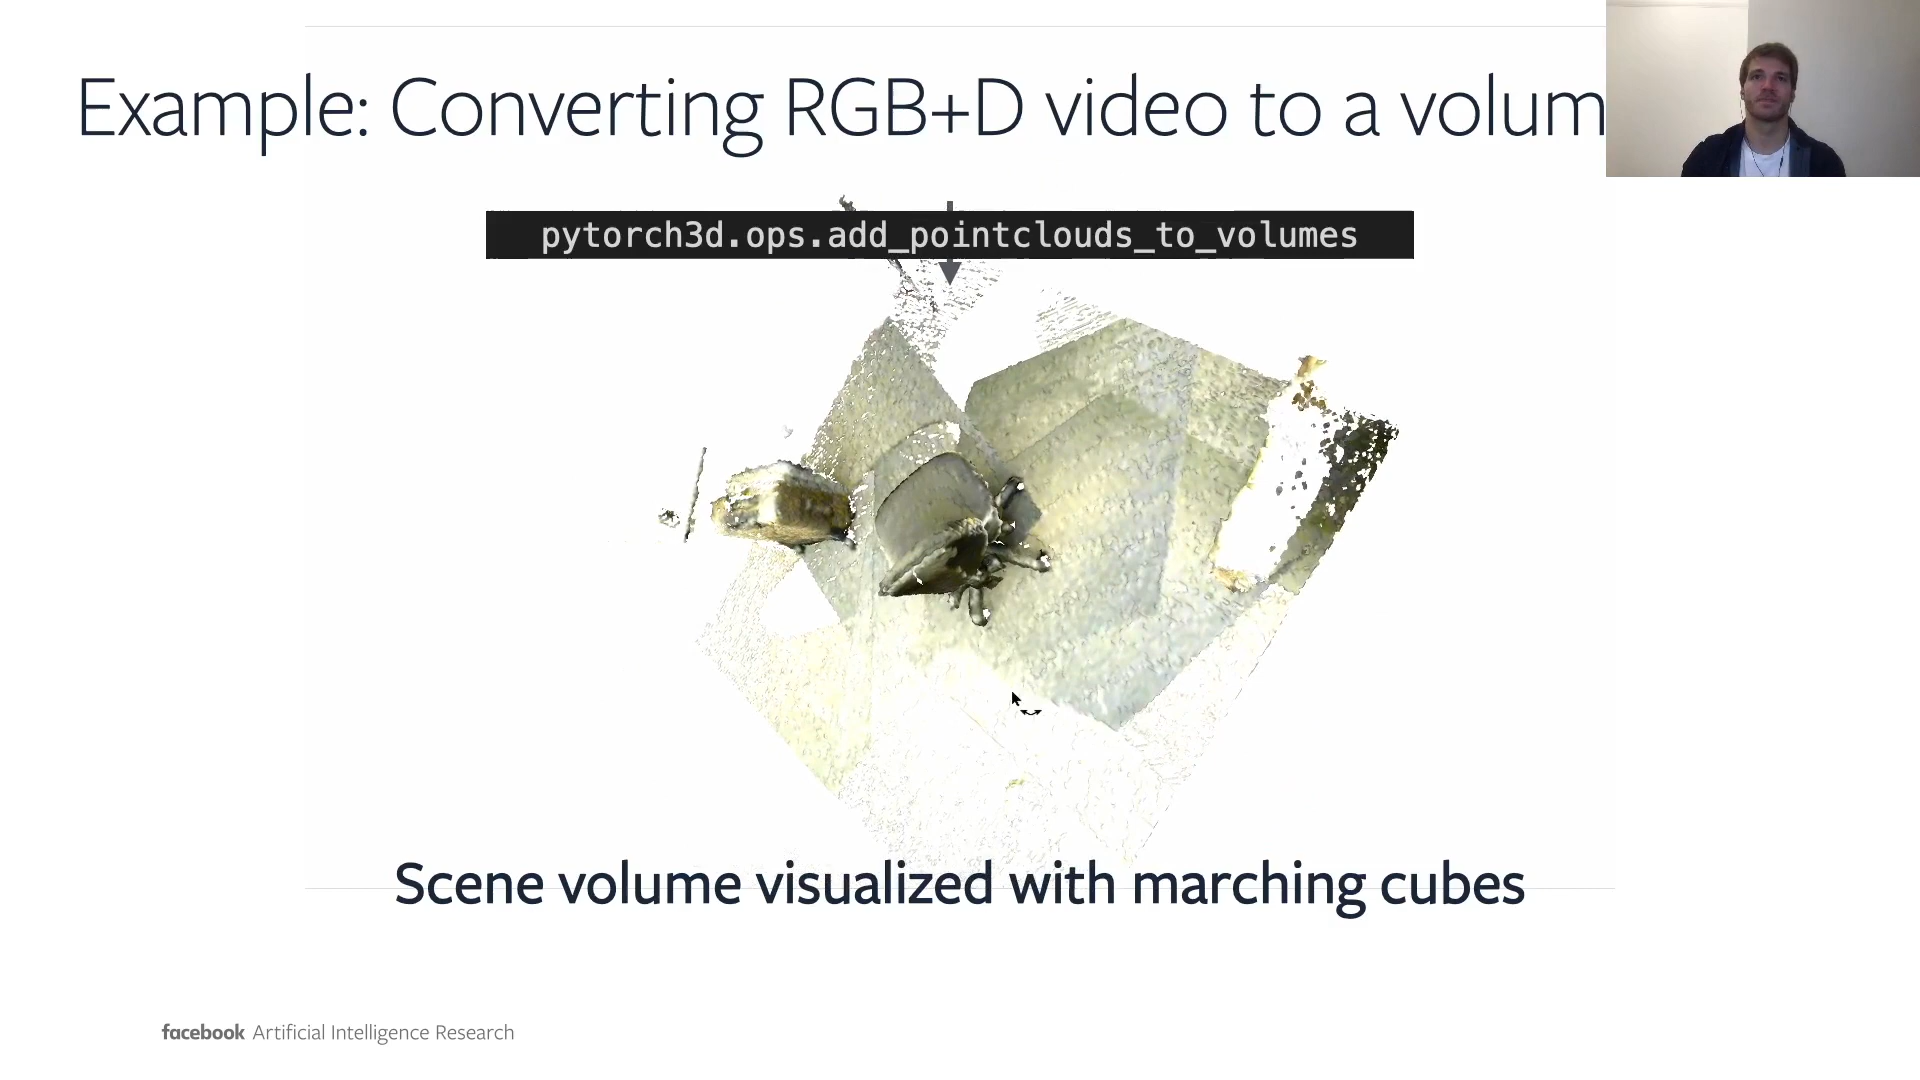 Example: Converting RGB+D video to a volum
pytorch3d.ops.add_pointclouds_to_volumes
Scene volume visualized with marching cubes
facebook Artificial Intelligence Research